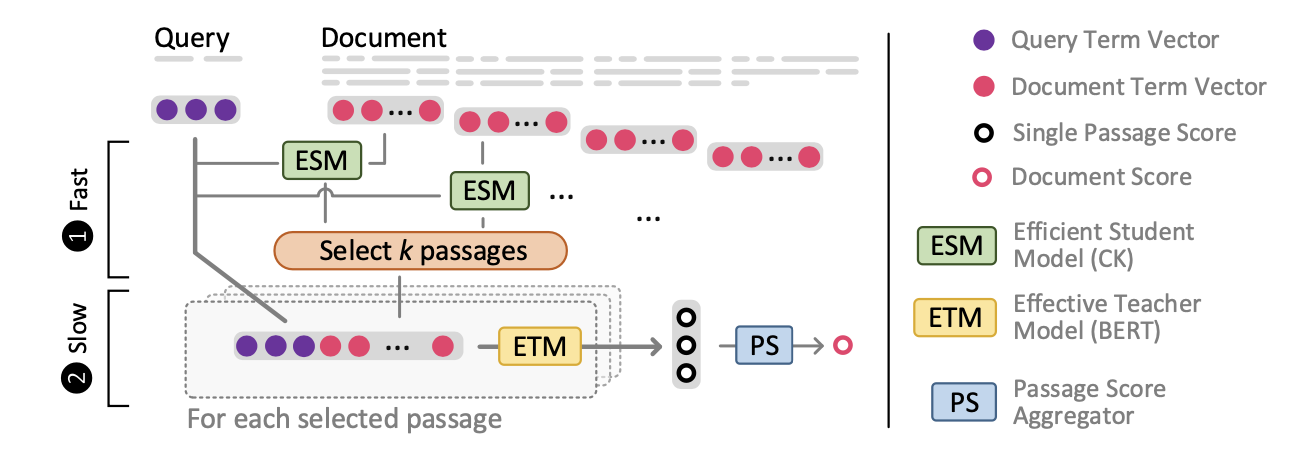 Query
Document
...
...
...
...
ESM
ESM
...
...
1 Fast
Select k passages
2 Slow
...
ETM
PS
For each selected passage
Query Term Vector
Document Term Vector
Single Passage Score
Document Score
ESM
Efficient Student
Model (CK)
ETM
Effective Teacher
Model (BERT)
PS
Passage Score
Aggregator